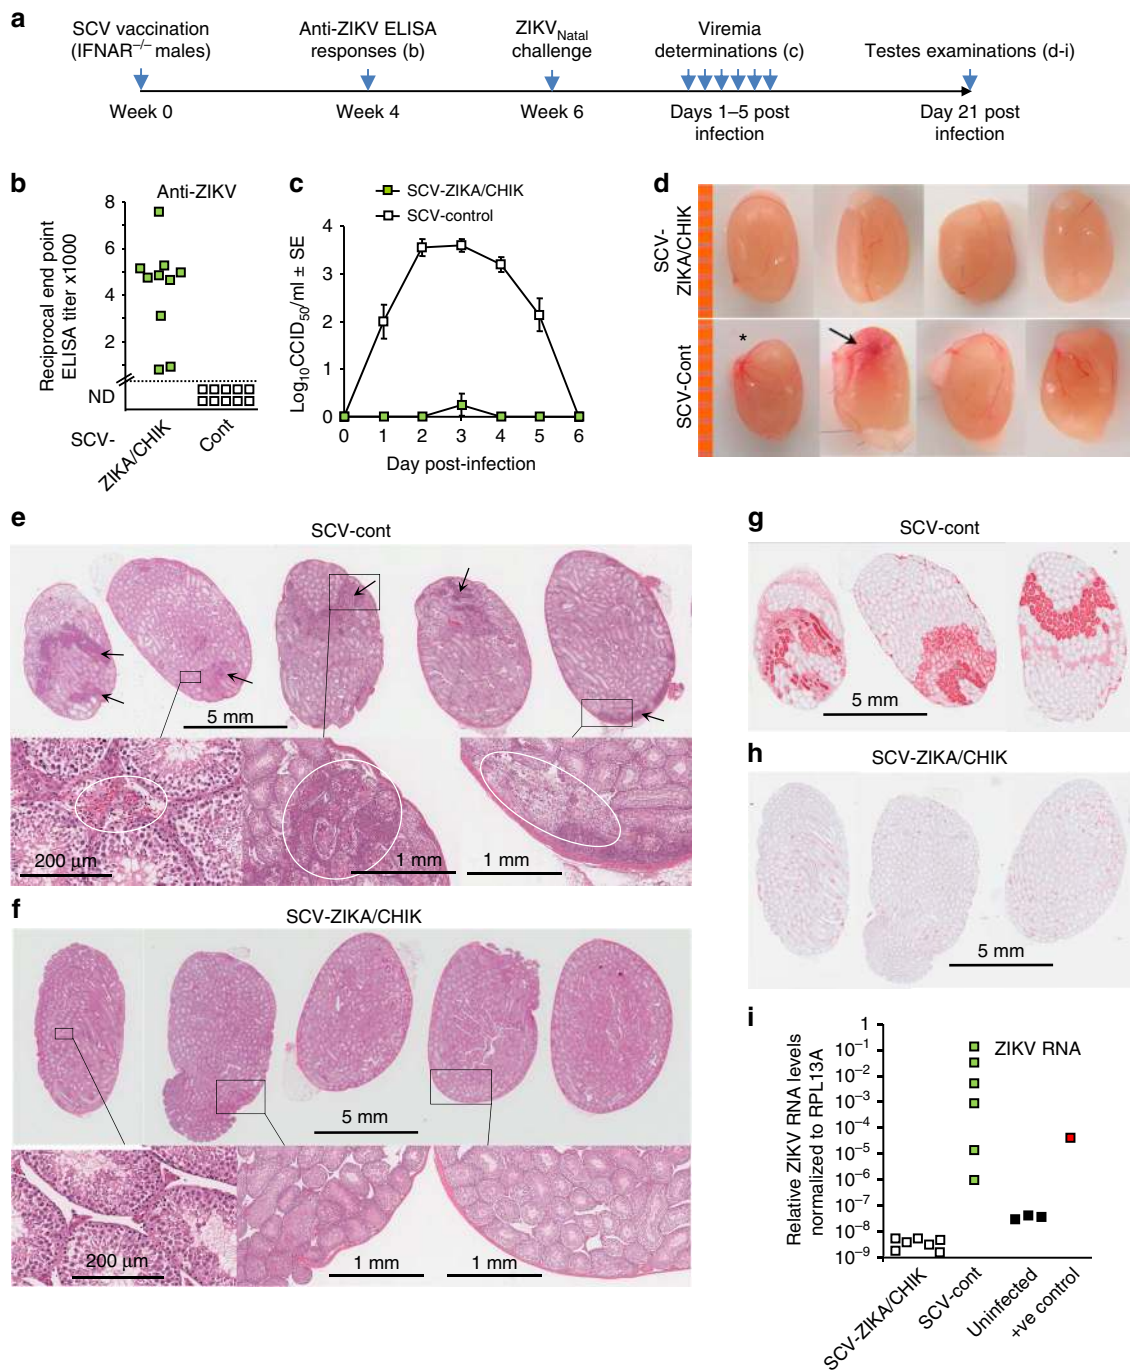 a
SCV vaccination
(IFNAR–/– males)
Anti-ZIKV ELISA
responses (b)
ZIKVNatal
challenge
Viremia
determinations (c)
Testes examinations (d-i)
Week 0
Week 4
Week 6
Days 1–5 post
infection
Day 21 post
infection
b
Anti-ZIKV
Reciprocal end point
ELISA titer x1000
8
6
4
2
ND
SCV-
ZIKA/CHIK
Cont
c
SCV-ZIKA/CHIK
SCV-control
Log10CCID50/ml ± SE
4
3
2
1
0
0 1 2 3 4 5 6
Day post-infection
d
SCV-
ZIKA/CHIK
SCV-Cont
*
e
SCV-cont
5 mm
200 µm
1 mm
1 mm
f
SCV-ZIKA/CHIK
5 mm
200 µm
1 mm
1 mm
g
SCV-cont
5 mm
h
SCV-ZIKA/CHIK
5 mm
i
Relative ZIKV RNA levels
normalized to RPL13A
1
10–1
10–2
10–3
10–4
10–5
10–6
10–7
10–8
10–9
ZIKV RNA
SCV-ZIKA/CHIK
SCV-cont
Uninfected
+ve control